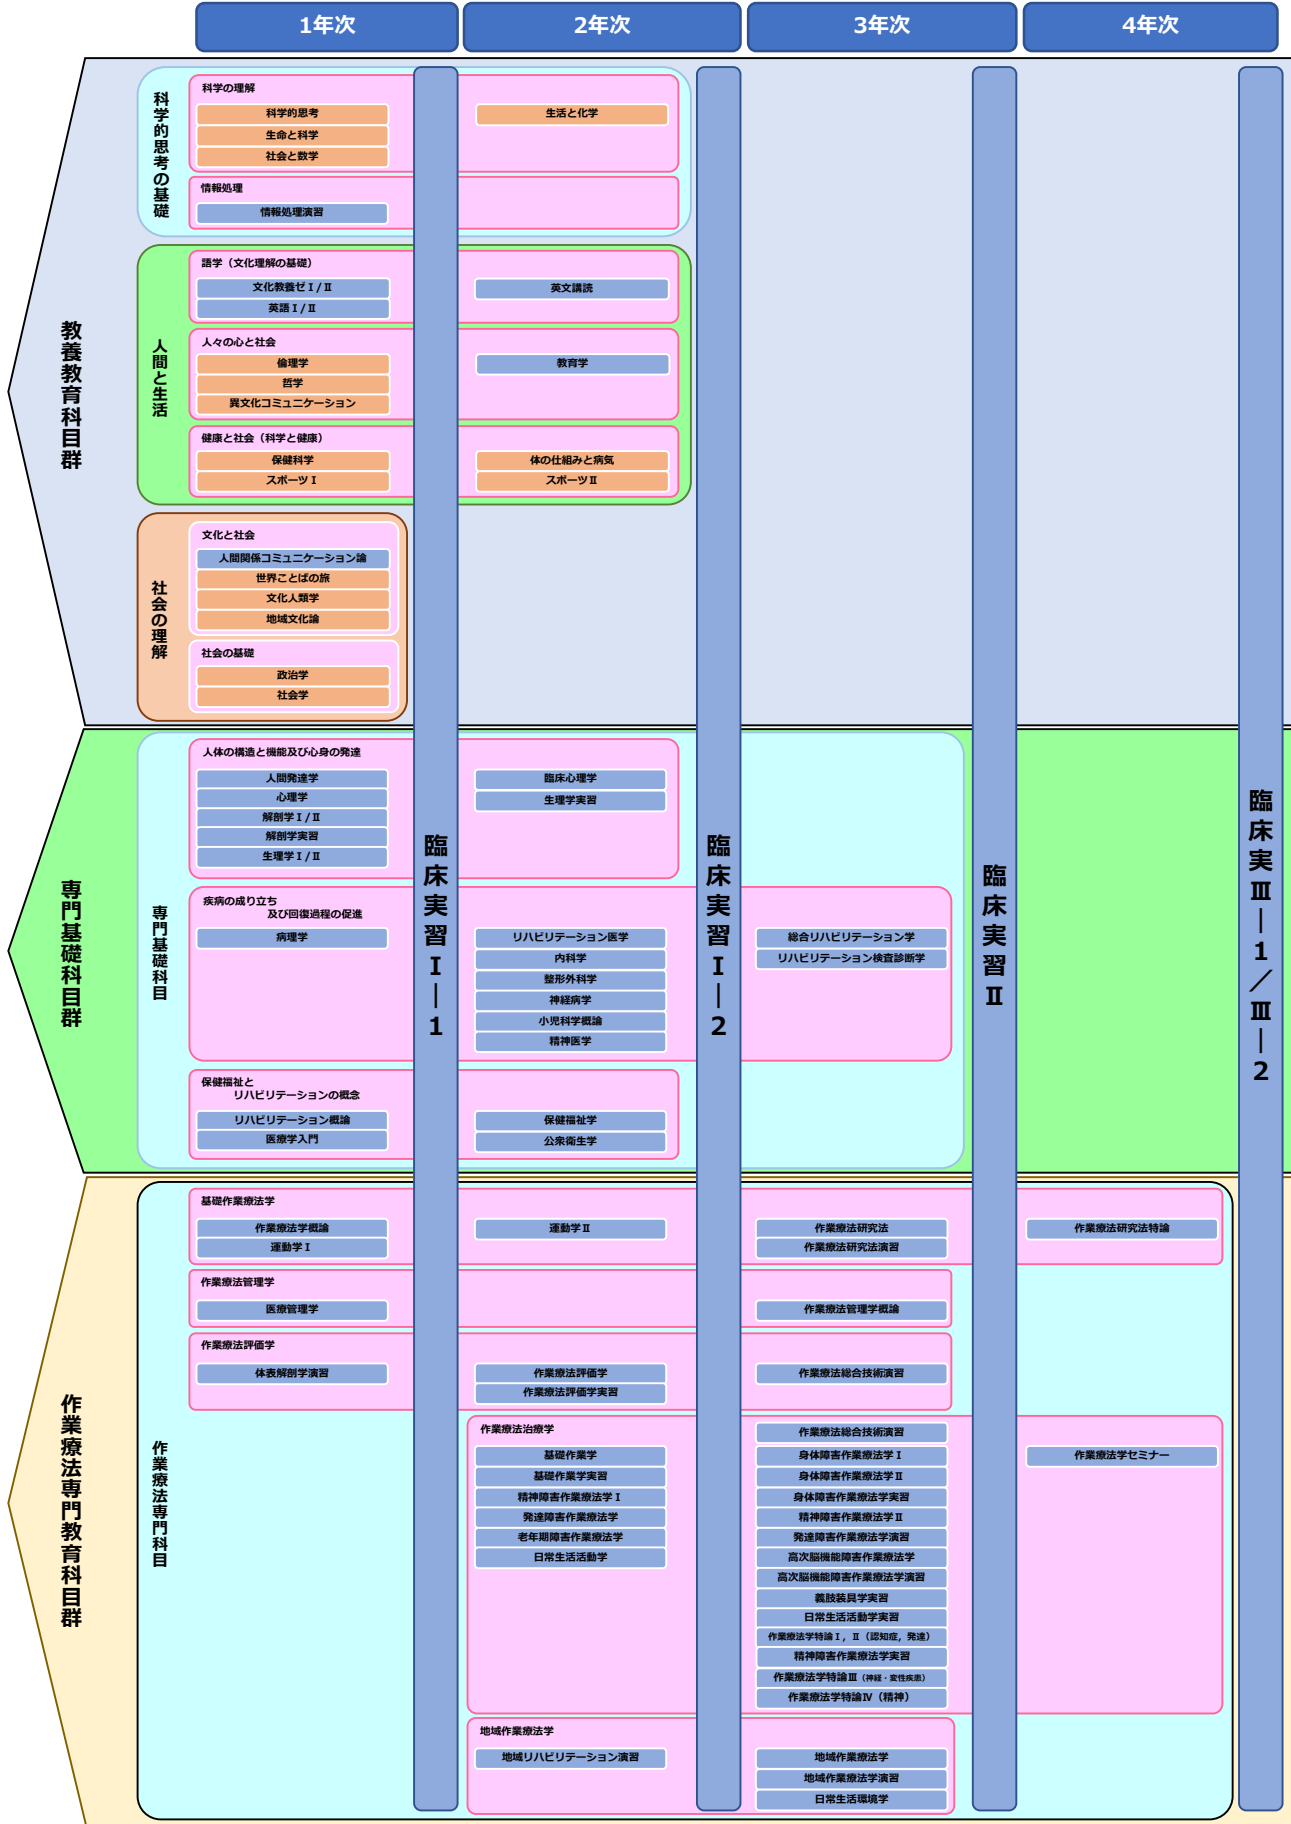 1年次
2年次
3年次
4年次
教養教育科目群
科学的思考の基礎
科学の理解
科学的思考
生活と化学
生命と科学
社会と数学
情報処理
情報処理演習
人間と生活
語学（文化理解の基礎）
文化教養ゼⅠ/Ⅱ
英文講読
英語Ⅰ/Ⅱ
人々の心と社会
倫理学
教育学
哲学
異文化コミュニケーション
健康と社会（科学と健康）
保健科学
体の仕組みと病気
スポーツⅠ
スポーツⅡ
社会の理解
文化と社会
人間関係コミュニケーション論
世界ことばの旅
文化人類学
地域文化論
社会の基礎
政治学
社会学
専門基礎科目群
専門基礎科目
人体の構造と機能及び心身の発達
人間発達学
臨床心理学
心理学
生理学実習
解剖学Ⅰ/Ⅱ
解剖学実習
生理学Ⅰ/Ⅱ
疾病の成り立ち
及び回復過程の促進
病理学
リハビリテーション医学
総合リハビリテーション学
内科学
リハビリテーション検査診断学
整形外科学
神経病学
小児科学概論
精神医学
保健福祉と
リハビリテーションの概念
リハビリテーション概論
保健福祉学
医療学入門
公衆衛生学
臨床実習Ⅰ―1
臨床実習Ⅰ―2
臨床実習Ⅱ
臨床実Ⅲ―1／Ⅲ―2
作業療法専門教育科目群
作業療法専門科目
基礎作業療法学
作業療法学概論
運動学Ⅱ
作業療法研究法
作業療法研究法特論
運動学Ⅰ
作業療法研究法演習
作業療法管理学
医療管理学
作業療法管理学概論
作業療法評価学
体表解剖学演習
作業療法評価学
作業療法総合技術演習
作業療法評価学実習
作業療法治療学
作業療法総合技術演習
基礎作業学
身体障害作業療法学Ⅰ
作業療法学セミナー
基礎作業学実習
身体障害作業療法学Ⅱ
精神障害作業療法学Ⅰ
身体障害作業療法学実習
発達障害作業療法学
精神障害作業療法学Ⅱ
老年期障害作業療法学
発達障害作業療法学演習
日常生活活動学
高次脳機能障害作業療法学
高次脳機能障害作業療法学演習
義肢装具学実習
日常生活活動学実習
作業療法学特論Ⅰ，Ⅱ（認知症，発達）
精神障害作業療法学実習
作業療法学特論Ⅲ（神経・変性疾患）
作業療法学特論Ⅳ（精神）
地域作業療法学
地域リハビリテーション演習
地域作業療法学
地域作業療法学演習
日常生活環境学